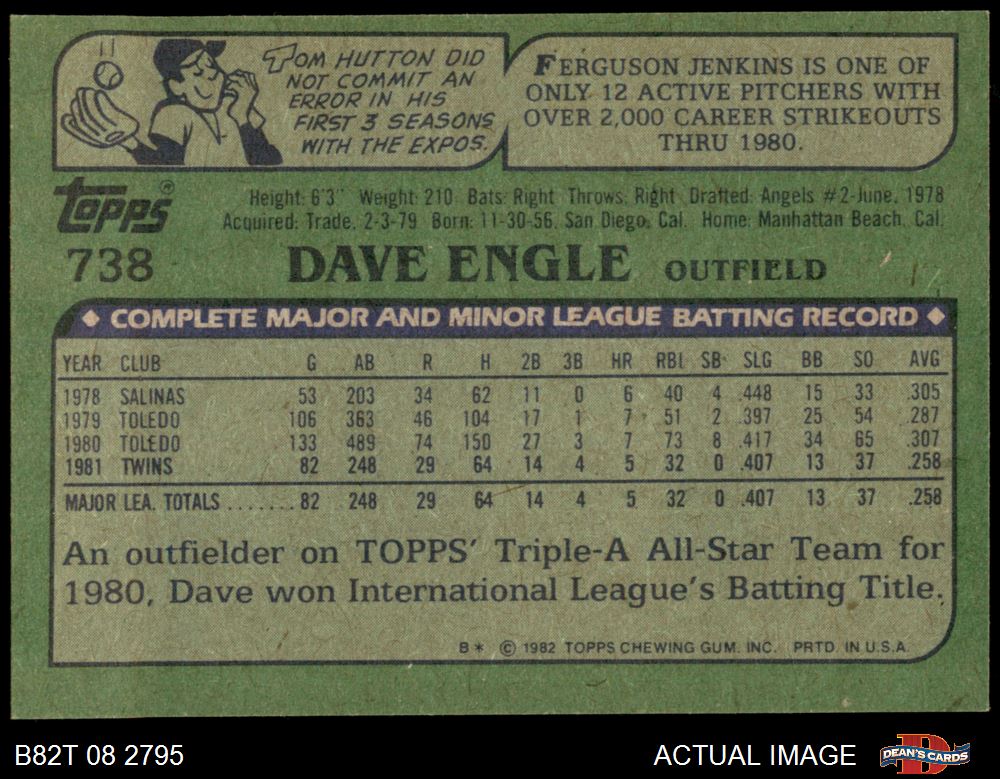 TOM HUTTON DID
NOT COMMIT AN
ERROR IN HIS
FIRST 3 SEASONS
WITH THE EXPOS.
FERGUSON JENKINS IS ONE OF
ONLY 12 ACTIVE PITCHERS WITH
OVER 2,000 CAREER STRIKEOUTS
THRU 1980.
topps®
Height: 6'3" Weight: 210 Bats: Right Throws: Right Drafted: Angels #2-June, 1978
Acquired: Trade, 2-3-79 Born: 11-30-56, San Diego, Cal. Home: Manhattan Beach, Cal.
738 DAVE ENGLE OUTFIELD
◆ COMPLETE MAJOR AND MINOR LEAGUE BATTING RECORD ◆
YEAR CLUB G AB R H 2B 3B HR RBI SB SLG BB SO AVG
1978 SALINAS 53 203 34 62 11 0 6 40 4 .448 15 33 .305
1979 TOLEDO 106 363 46 104 17 1 7 51 2 .397 25 54 .287
1980 TOLEDO 133 489 74 150 27 3 7 73 8 .417 34 65 .307
1981 TWINS 82 248 29 64 14 4 5 32 0 .407 13 37 .258
MAJOR LEA. TOTALS ....... 82 248 29 64 14 4 5 32 0 .407 13 37 .258
An outfielder on TOPPS' Triple-A All-Star Team for
1980, Dave won International League's Batting Title.
B* © 1982 TOPPS CHEWING GUM, INC. PRTD. IN U.S.A.
B82T 08 2795 ACTUAL IMAGE DEAN'S CARDS